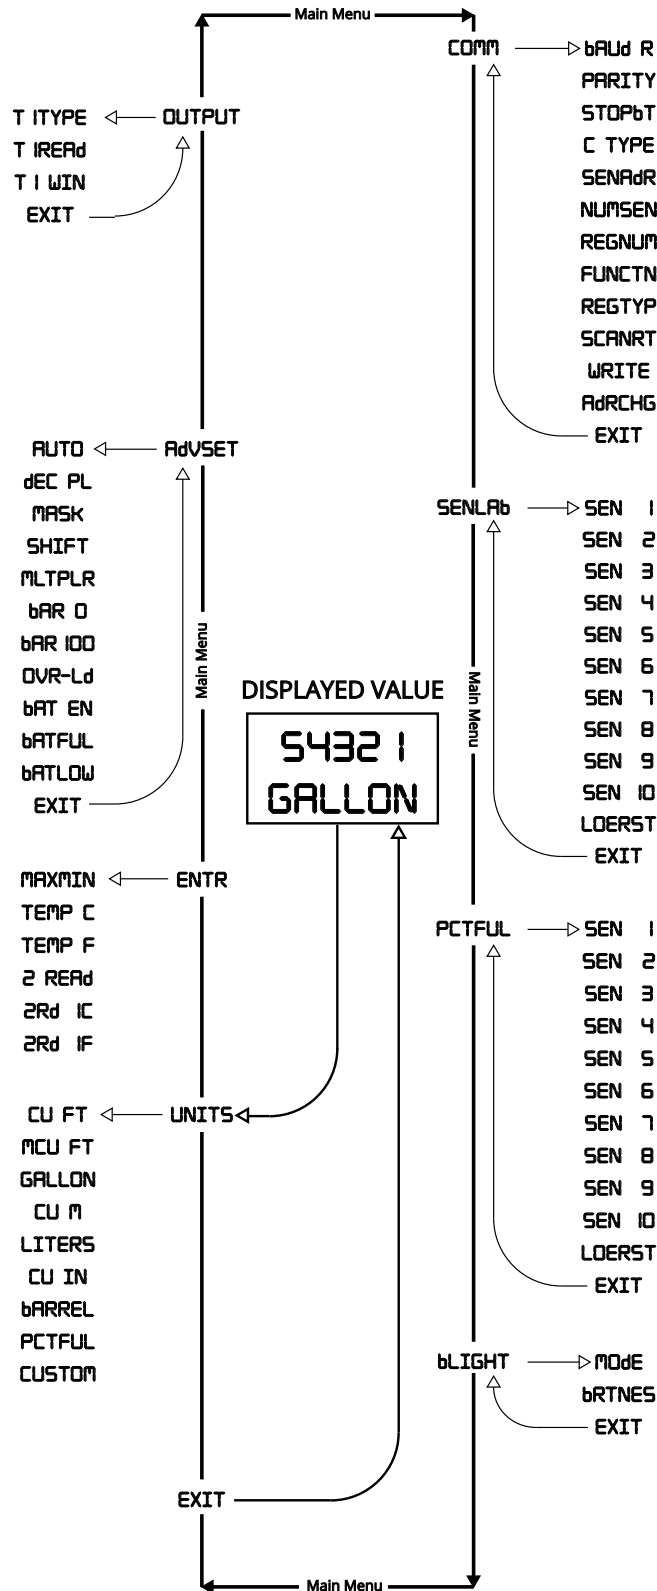 Main Menu
OUTPUT
T 1TYPE
T 1REAd
T 1 WIN
EXIT
AdVSET
AUTO
dEC PL
MASK
SHIFT
MLTPLR
bAR 0
bAR 100
OVR-Ld
bAT EN
bATFUL
bATLOW
EXIT
Main Menu
ENTR
MAXMIN
TEMP C
TEMP F
2 REAd
2Rd 1C
2Rd 1F
UNITS
CU FT
MCU FT
GALLON
CU M
LITERS
CU IN
bARREL
PCTFUL
CUSTOM
EXIT
DISPLAYED VALUE
54321
GALLON
COMM
bAUd R
PARITY
STOPbT
C TYPE
SENAdR
NUMSEN
REGNUM
FUNCTN
REGTYP
SCANRT
WRITE
AdRCHG
EXIT
SENLAb
SEN 1
SEN 2
SEN 3
SEN 4
SEN 5
SEN 6
SEN 7
SEN 8
SEN 9
SEN 10
LOERST
EXIT
Main Menu
PCTFUL
SEN 1
SEN 2
SEN 3
SEN 4
SEN 5
SEN 6
SEN 7
SEN 8
SEN 9
SEN 10
LOERST
EXIT
bLIGHT
MOdE
bRTNES
EXIT
Main Menu